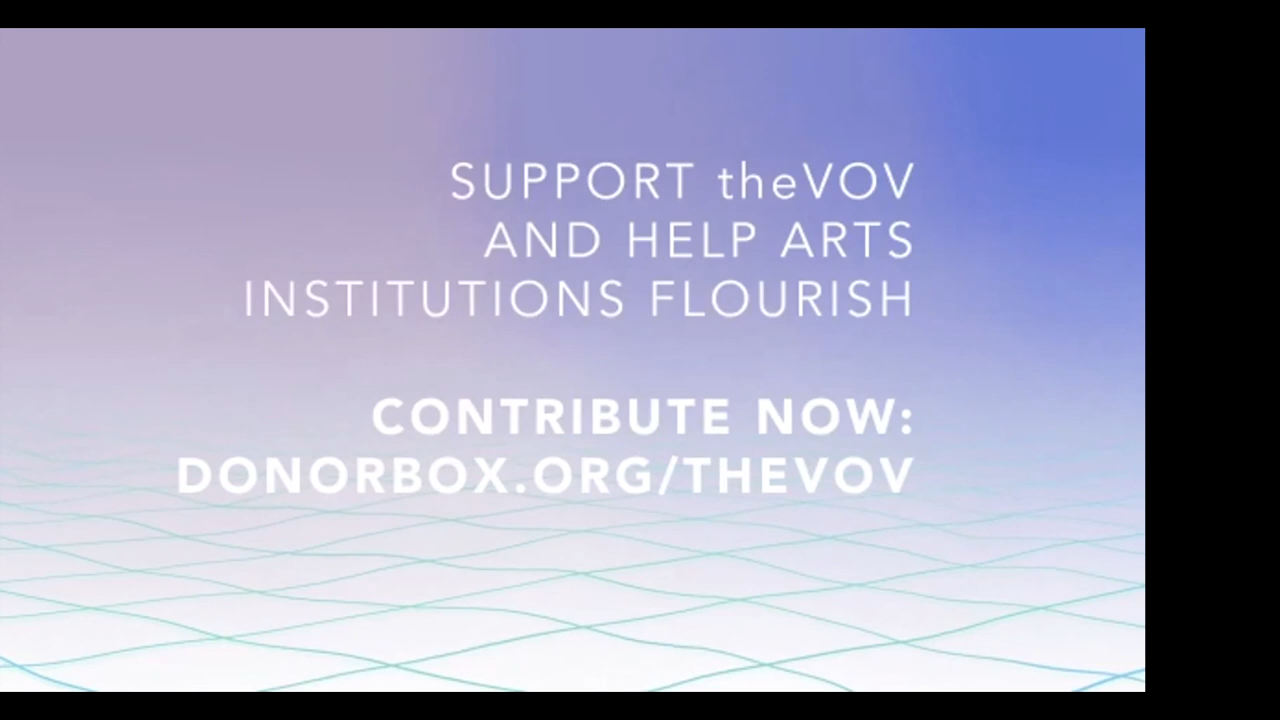 SUPPORT theVOV
AND HELP ARTS
INSTITUTIONS FLOURISH
CONTRIBUTE NOW:
DONORBOX.ORG/THEVOV